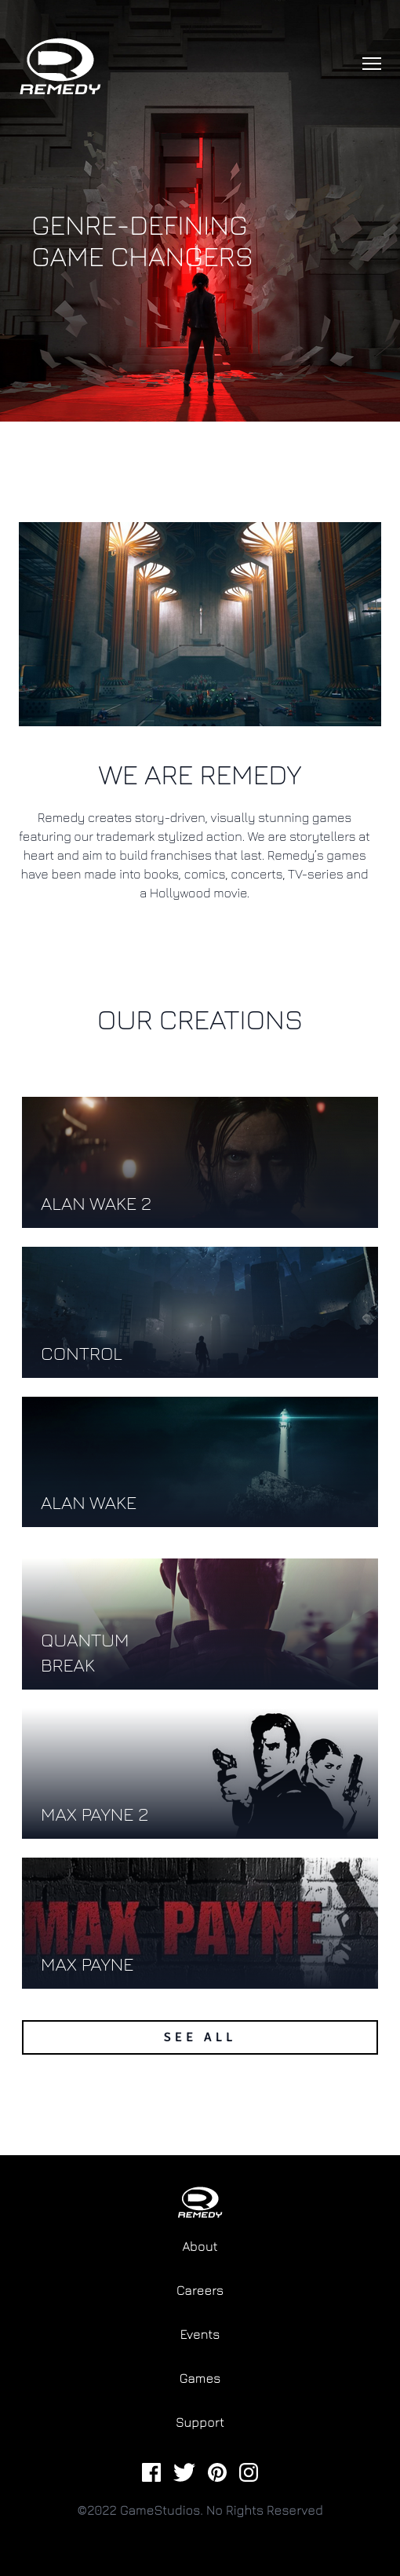 REMEDY
GENRE-DEFINING
GAME CHANGERS
WE ARE REMEDY
Remedy creates story-driven, visually stunning games
featuring our trademark stylized action. We are storytellers at
heart and aim to build franchises that last. Remedy's games
have been made into books, comics, concerts, TV-series and
a Hollywood movie.
OUR CREATIONS
ALAN WAKE 2
CONTROL
ALAN WAKE
QUANTUM
BREAK
MAX PAYNE 2
MAX PAYNE
MAX PAYNE
SEE ALL
REMEDY
About
Careers
Events
Games
Support
©2022 GameStudios. No Rights Reserved